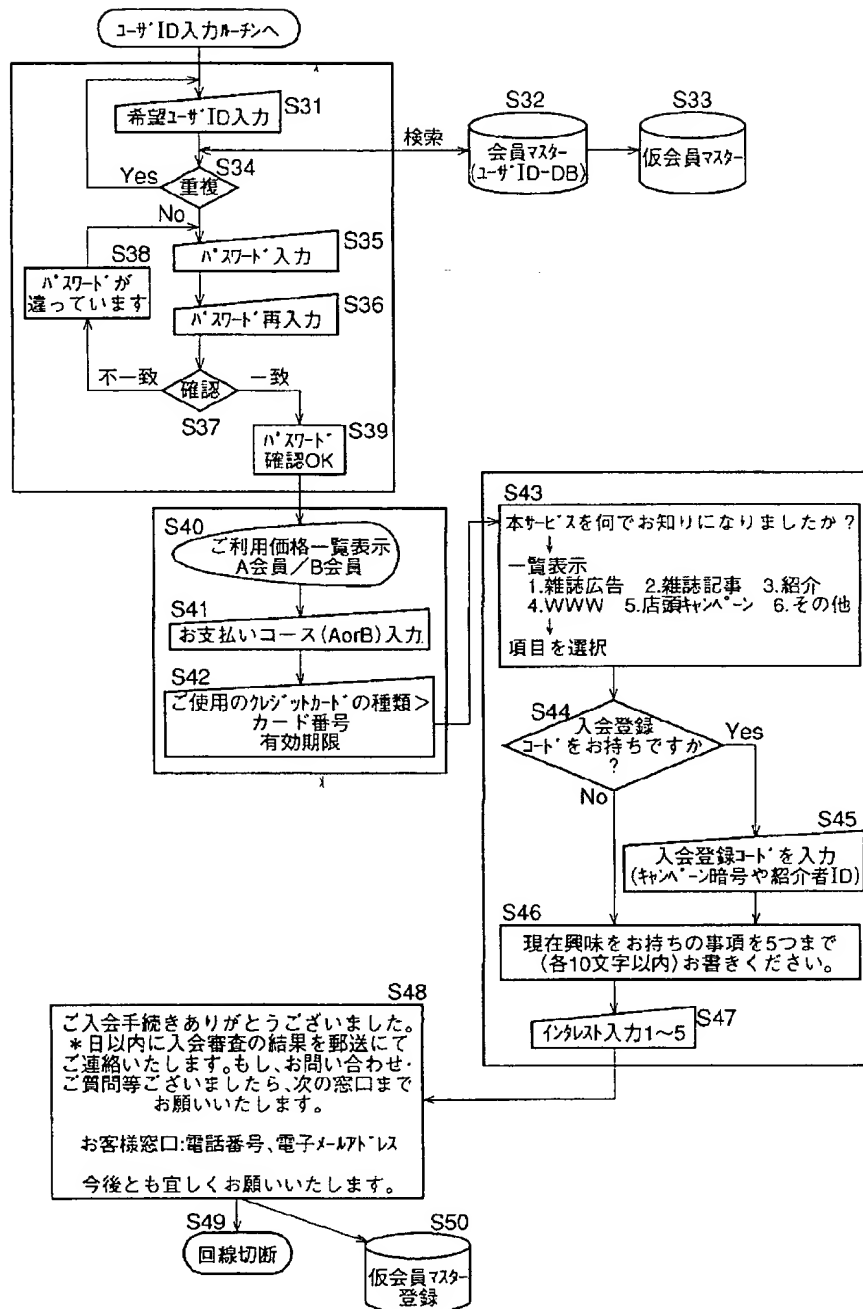 ﾕｰｻﾞID入力ﾙｰﾁﾝへ
S31
希望ﾕｰｻﾞID入力
検索
S32
会員ﾏｽﾀｰ
(ﾕｰｻﾞID-DB)
S33
仮会員ﾏｽﾀｰ
Yes
S34
重複
No
S35
ﾊﾟｽﾜｰﾄﾞ入力
S38
ﾊﾟｽﾜｰﾄﾞが
違っています
S36
ﾊﾟｽﾜｰﾄﾞ再入力
不一致
確認
一致
S37
S39
ﾊﾟｽﾜｰﾄﾞ
確認OK
S40
ご利用価格一覧表示
A会員／B会員
S41
お支払いコース(AorB)入力
S42
ご使用のｸﾚｼﾞｯﾄｶｰﾄﾞの種類>
カード番号
有効期限
S43
本ｻｰﾋﾞｽを何でお知りになりましたか?
一覧表示
1.雑誌広告 2.雑誌記事 3.紹介
4.WWW 5.店頭ｷｬﾝﾍﾟｰﾝ 6.その他
項目を選択
S44
入会登録
ｺｰﾄﾞをお持ちですか
?
Yes
No
S45
入会登録ｺｰﾄﾞを入力
(ｷｬﾝﾍﾟｰﾝ暗号や紹介者ID)
S46
現在興味をお持ちの事項を5つまで
(各10文字以内)お書きください。
S47
ｲﾝﾀﾚｽﾄ入力1〜5
S48
ご入会手続きありがとうございました。
＊日以内に入会審査の結果を郵送にて
ご連絡いたします。もし、お問い合わせ・
ご質問等ございましたら、次の窓口まで
お願いいたします。
お客様窓口:電話番号、電子ﾒｰﾙｱﾄﾞﾚｽ
今後とも宜しくお願いいたします。
S49
回線切断
S50
仮会員ﾏｽﾀｰ
登録